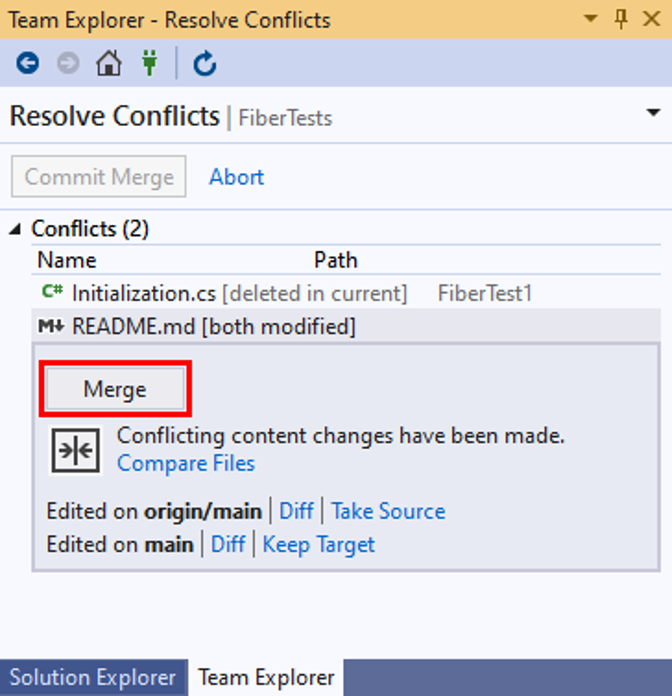 Team Explorer - Resolve Conflicts
Resolve Conflicts | FiberTests
Commit Merge Abort
Conflicts (2)
Name Path
C# Initialization.cs [deleted in current] FiberTest1
M↓ README.md [both modified]
Merge
Conflicting content changes have been made.
Compare Files
Edited on origin/main | Diff | Take Source
Edited on main | Diff | Keep Target
Solution Explorer Team Explorer